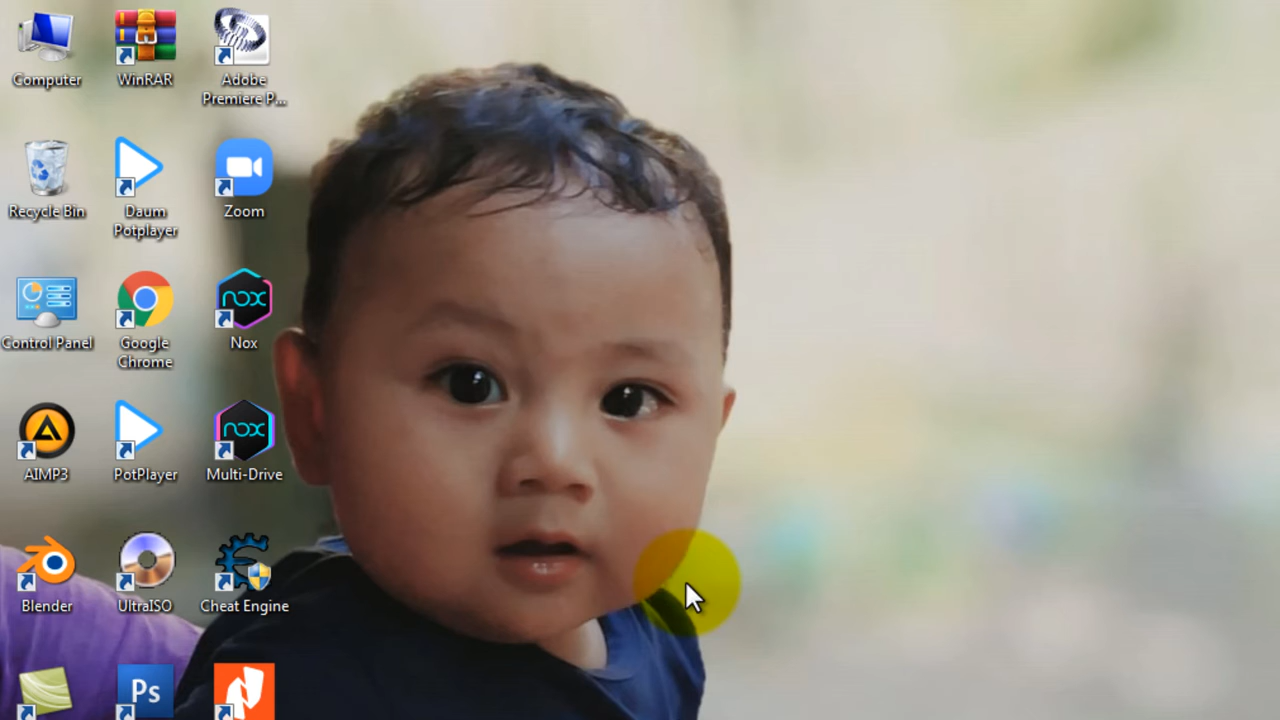 Computer
WinRAR
Adobe
Premiere P...
Recycle Bin
Daum
Potplayer
Zoom
Control Panel
Google
Chrome
nox
Nox
AIMP3
PotPlayer
nox
Multi-Drive
Blender
UltraISO
Cheat Engine
Ps